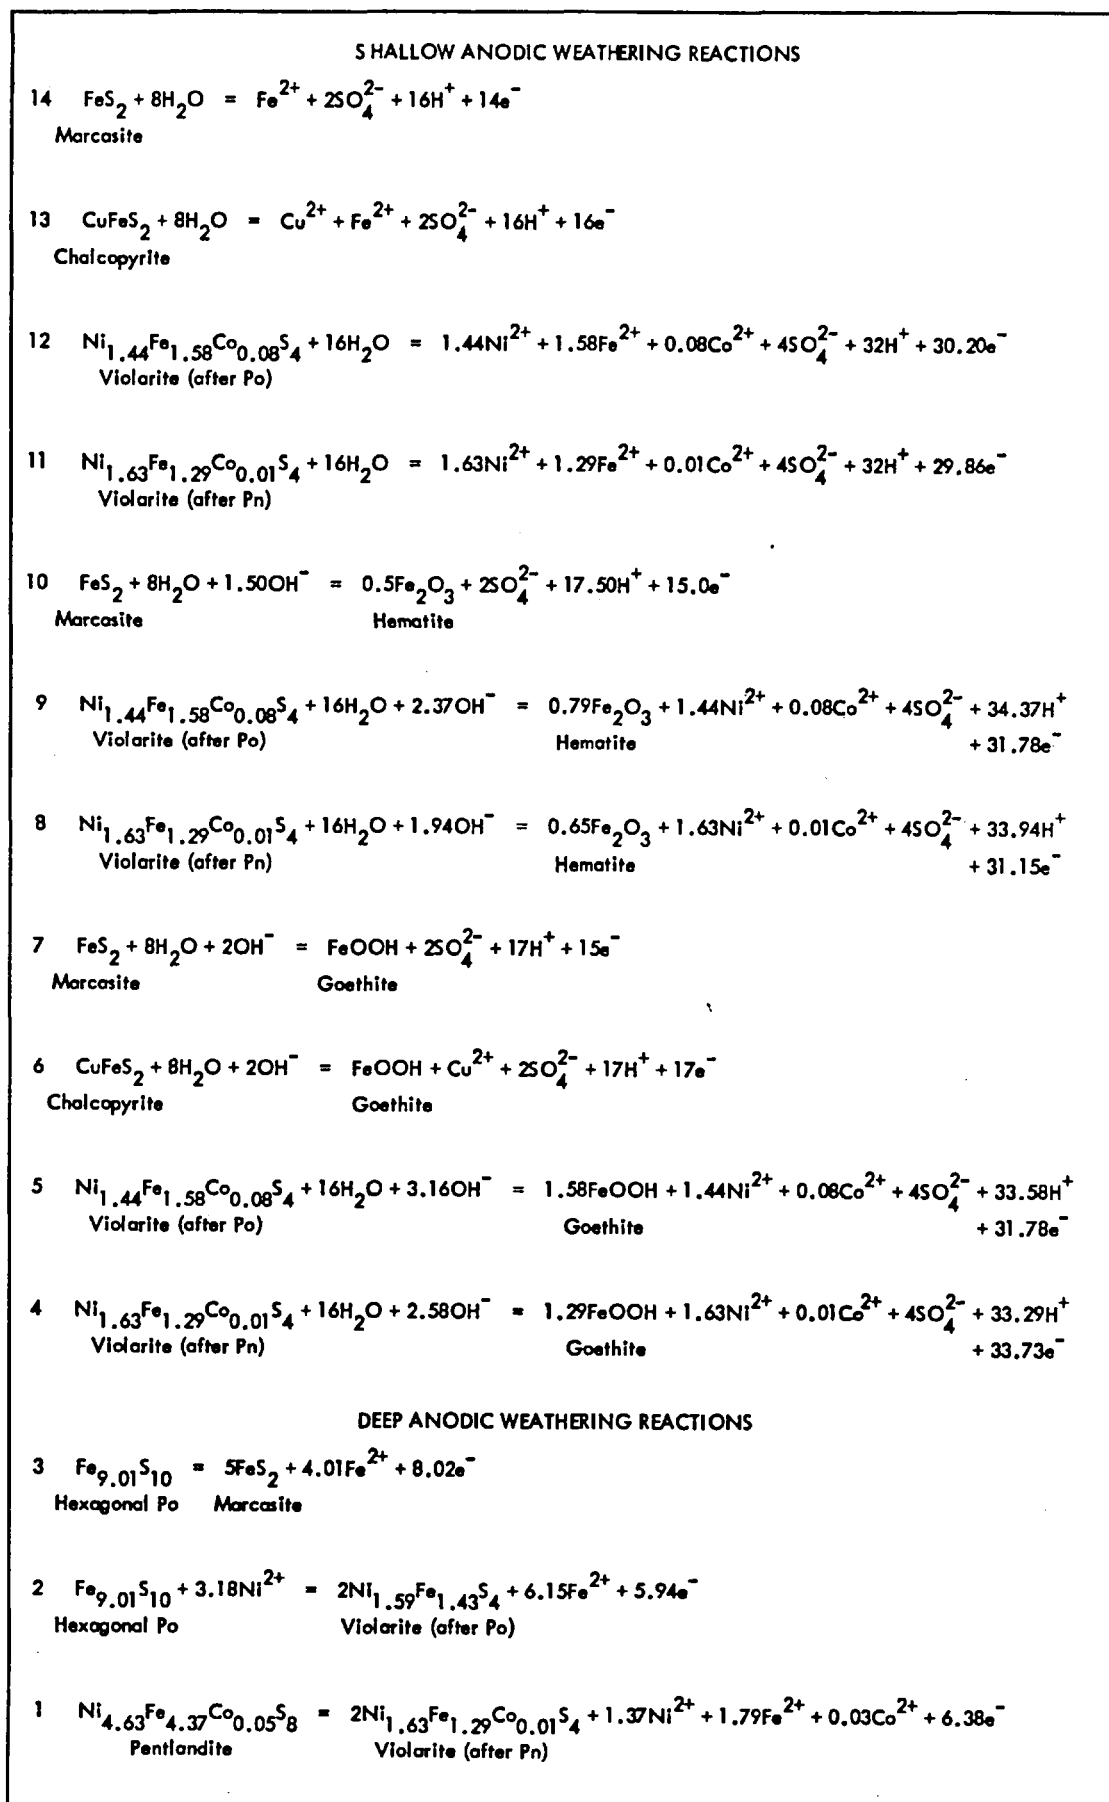 SHALLOW ANODIC WEATHERING REACTIONS
14 FeS₂ + 8H₂O = Fe²⁺ + 2SO₄²⁻ + 16H⁺ + 14e⁻
Marcasite
13 CuFeS₂ + 8H₂O = Cu²⁺ + Fe²⁺ + 2SO₄²⁻ + 16H⁺ + 16e⁻
Chalcopyrite
12 Ni₁.₄₄Fe₁.₅₈Co₀.₀₈S₄ + 16H₂O = 1.44Ni²⁺ + 1.58Fe²⁺ + 0.08Co²⁺ + 4SO₄²⁻ + 32H⁺ + 30.20e⁻
Violarite (after Po)
11 Ni₁.₆₃Fe₁.₂₉Co₀.₀₁S₄ + 16H₂O = 1.63Ni²⁺ + 1.29Fe²⁺ + 0.01Co²⁺ + 4SO₄²⁻ + 32H⁺ + 29.86e⁻
Violarite (after Pn)
10 FeS₂ + 8H₂O + 1.50OH⁻ = 0.5Fe₂O₃ + 2SO₄²⁻ + 17.50H⁺ + 15.0e⁻
Marcasite Hematite
9 Ni₁.₄₄Fe₁.₅₈Co₀.₀₈S₄ + 16H₂O + 2.37OH⁻ = 0.79Fe₂O₃ + 1.44Ni²⁺ + 0.08Co²⁺ + 4SO₄²⁻ + 34.37H⁺
Violarite (after Po) Hematite + 31.78e⁻
8 Ni₁.₆₃Fe₁.₂₉Co₀.₀₁S₄ + 16H₂O + 1.94OH⁻ = 0.65Fe₂O₃ + 1.63Ni²⁺ + 0.01Co²⁺ + 4SO₄²⁻ + 33.94H⁺
Violarite (after Pn) Hematite + 31.15e⁻
7 FeS₂ + 8H₂O + 2OH⁻ = FeOOH + 2SO₄²⁻ + 17H⁺ + 15e⁻
Marcasite Goethite
6 CuFeS₂ + 8H₂O + 2OH⁻ = FeOOH + Cu²⁺ + 2SO₄²⁻ + 17H⁺ + 17e⁻
Chalcopyrite Goethite
5 Ni₁.₄₄Fe₁.₅₈Co₀.₀₈S₄ + 16H₂O + 3.16OH⁻ = 1.58FeOOH + 1.44Ni²⁺ + 0.08Co²⁺ + 4SO₄²⁻ + 33.58H⁺
Violarite (after Po) Goethite + 31.78e⁻
4 Ni₁.₆₃Fe₁.₂₉Co₀.₀₁S₄ + 16H₂O + 2.58OH⁻ = 1.29FeOOH + 1.63Ni²⁺ + 0.01Co²⁺ + 4SO₄²⁻ + 33.29H⁺
Violarite (after Pn) Goethite + 33.73e⁻
DEEP ANODIC WEATHERING REACTIONS
3 Fe₉.₀₁S₁₀ = 5FeS₂ + 4.01Fe²⁺ + 8.02e⁻
Hexagonal Po Marcasite
2 Fe₉.₀₁S₁₀ + 3.18Ni²⁺ = 2Ni₁.₅₉Fe₁.₄₃S₄ + 6.15Fe²⁺ + 5.94e⁻
Hexagonal Po Violarite (after Po)
1 Ni₄.₆₃Fe₄.₃₇Co₀.₀₅S₈ = 2Ni₁.₆₃Fe₁.₂₉Co₀.₀₁S₄ + 1.37Ni²⁺ + 1.79Fe²⁺ + 0.03Co²⁺ + 6.38e⁻
Pentlandite Violarite (after Pn)